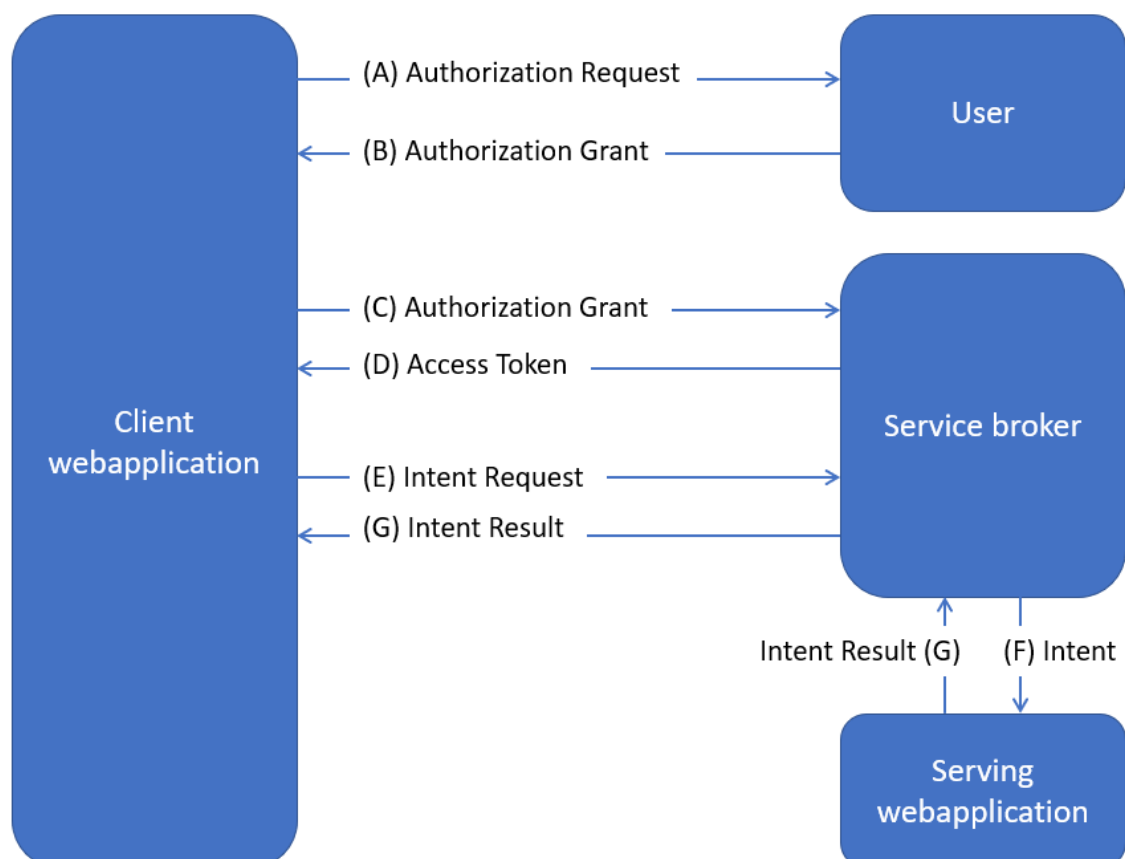 (A) Authorization Request
User
(B) Authorization Grant
(C) Authorization Grant
(D) Access Token
Client
webapplication
Service broker
(E) Intent Request
(G) Intent Result
Intent Result (G)
(F) Intent
Serving
webapplication